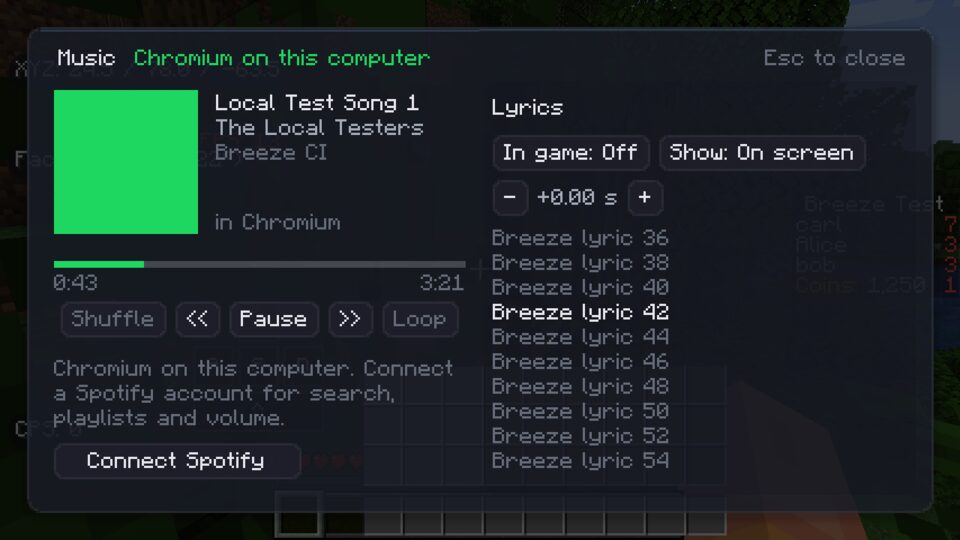 Music Chromium on this computer
Esc to close
Local Test Song 1
The Local Testers
Breeze CI
in Chromium
0:43
3:21
Shuffle
<<
Pause
>>
Loop
Chromium on this computer. Connect
a Spotify account for search,
playlists and volume.
Connect Spotify
Lyrics
In game: Off
Show: On screen
-
+0.00 s
+
Breeze lyric 36
Breeze lyric 38
Breeze lyric 40
Breeze lyric 42
Breeze lyric 44
Breeze lyric 46
Breeze lyric 48
Breeze lyric 50
Breeze lyric 52
Breeze lyric 54
Breeze Test
carl 7
Alice 3
bob 3
Coins: 1,250 1